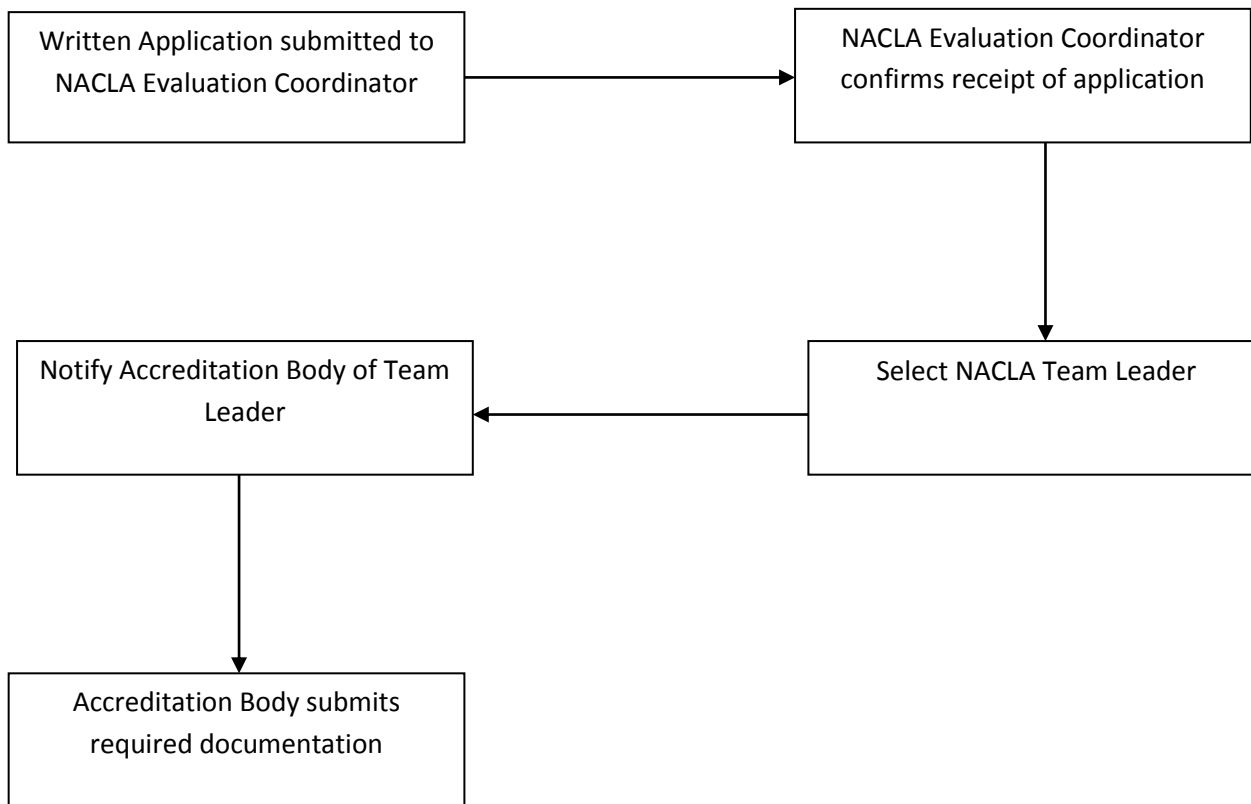 Written Application submitted to
NACLA Evaluation Coordinator
NACLA Evaluation Coordinator
confirms receipt of application
Select NACLA Team Leader
Notify Accreditation Body of Team
Leader
Accreditation Body submits
required documentation